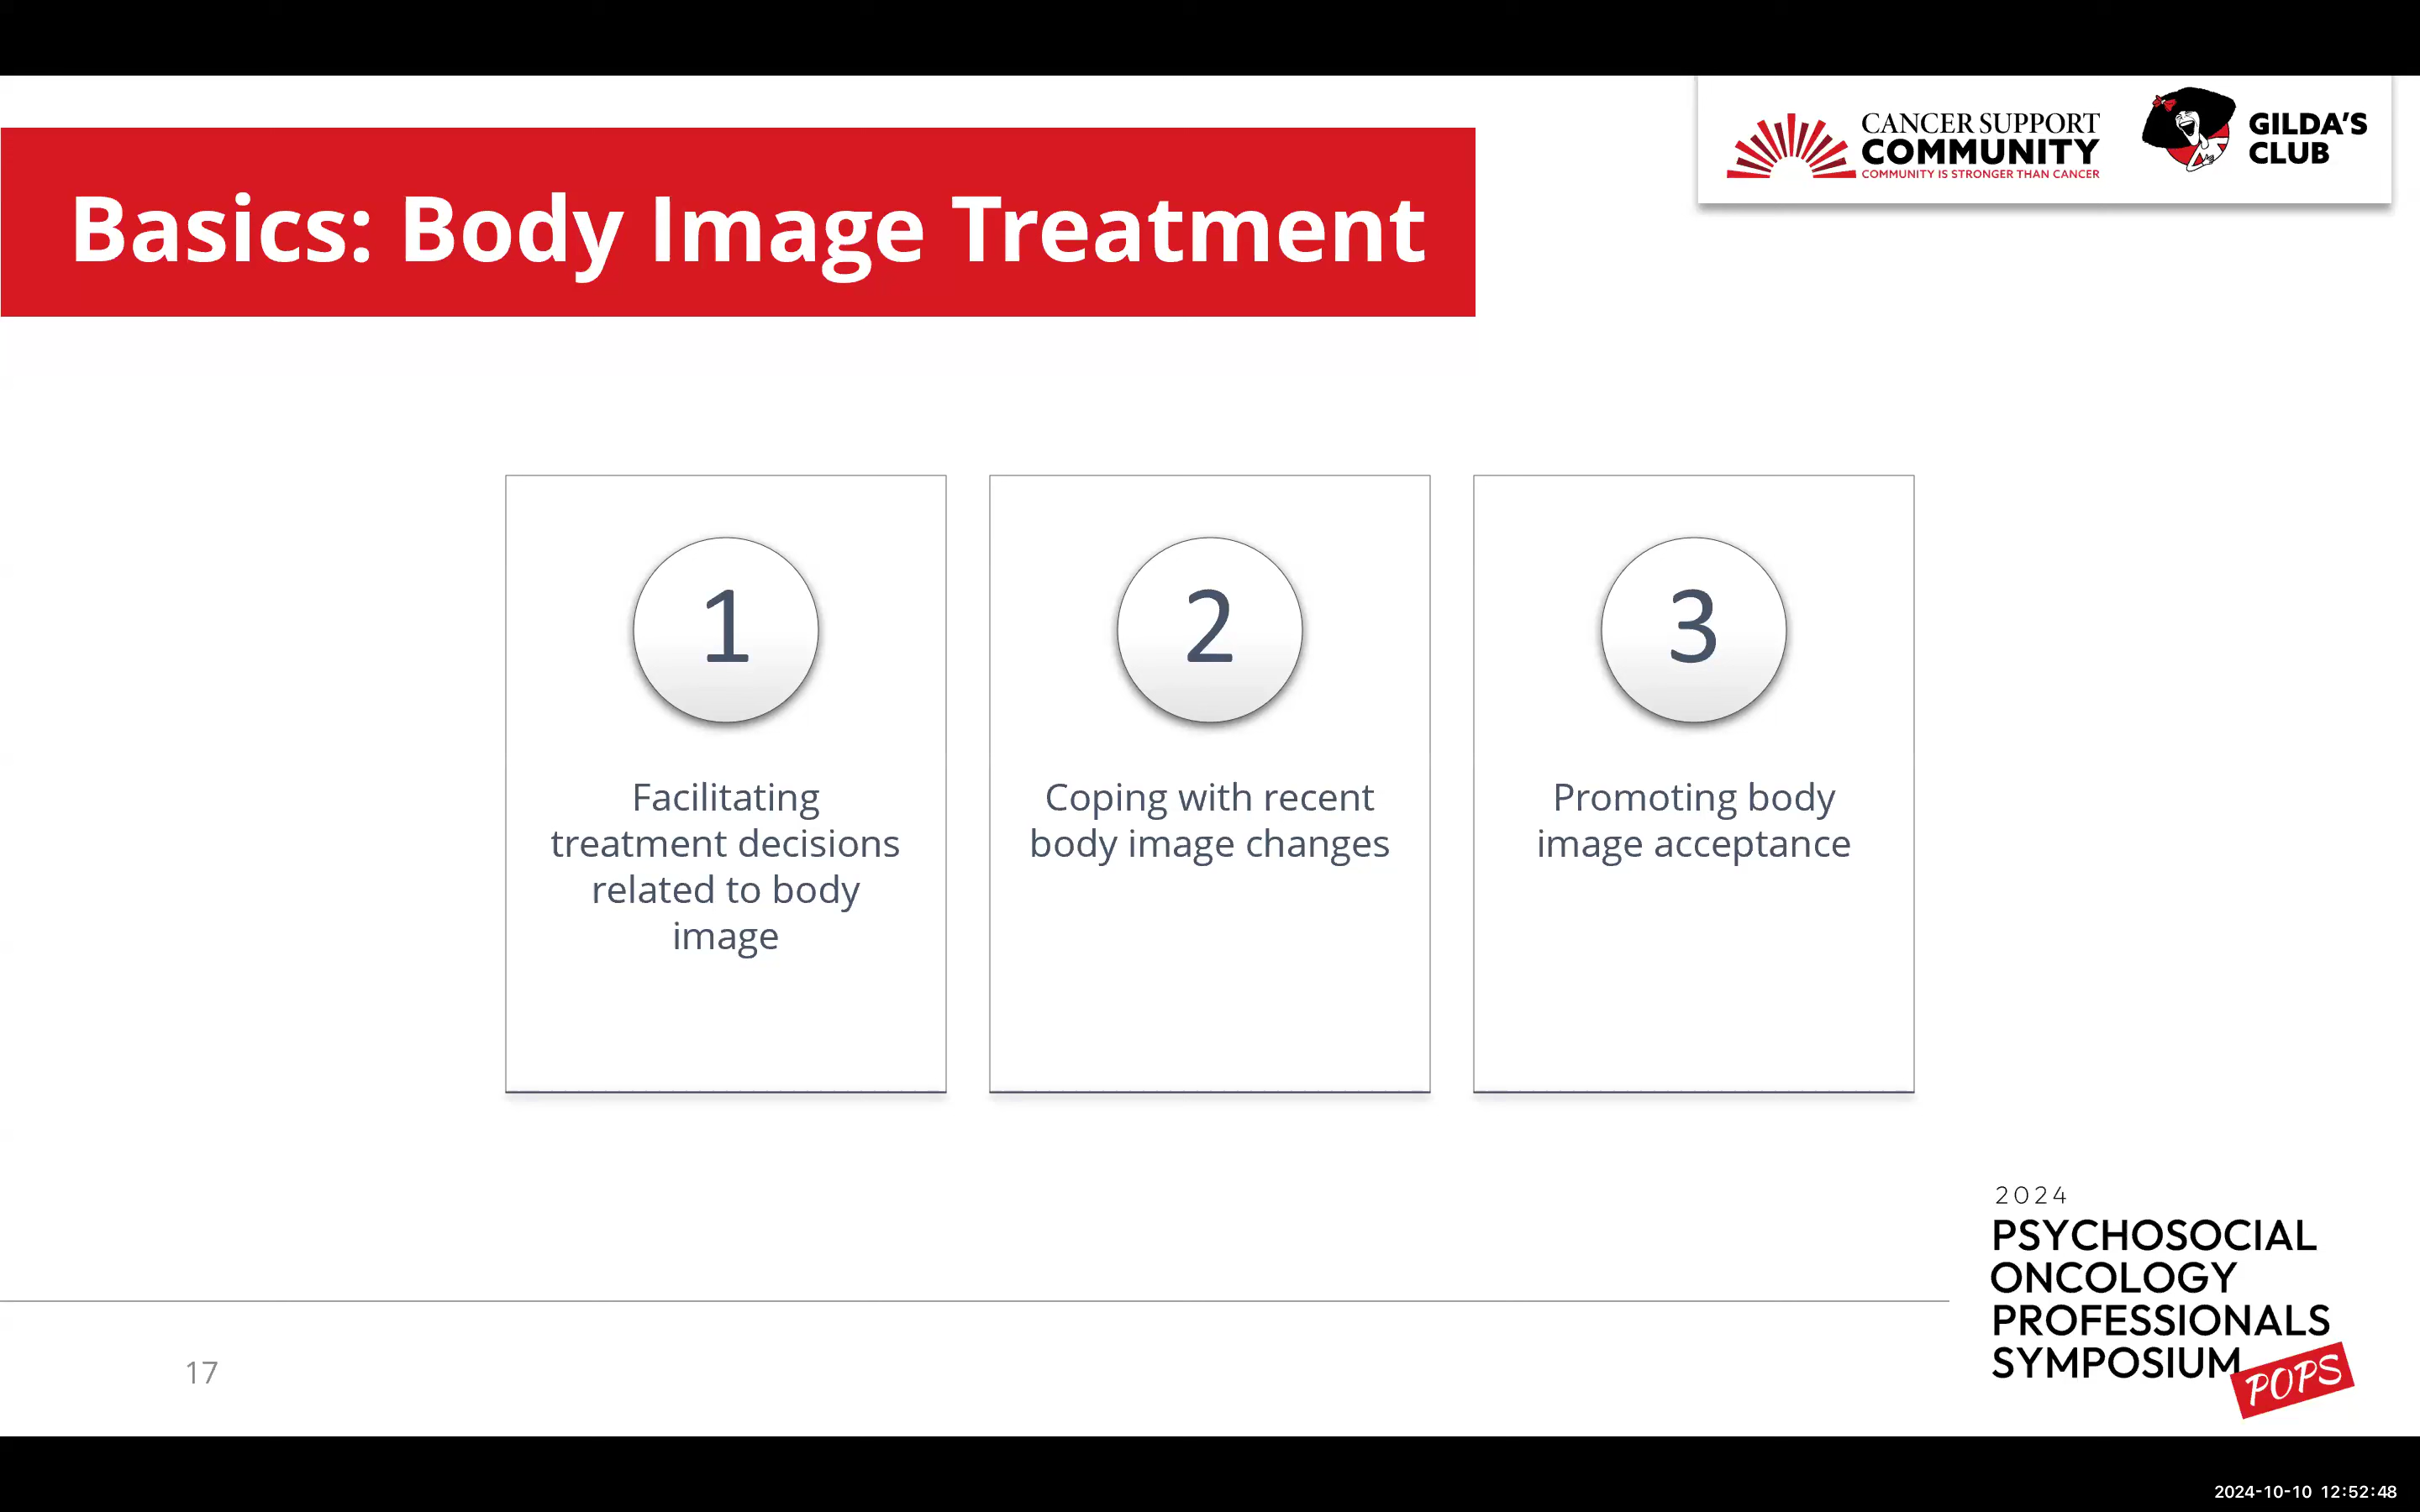 CANCER SUPPORT
COMMUNITY
COMMUNITY IS STRONGER THAN CANCER
GILDA'S
CLUB
Basics: Body Image Treatment
1
Facilitating
treatment decisions
related to body
image
2
Coping with recent
body image changes
3
Promoting body
image acceptance
2024
PSYCHOSOCIAL
ONCOLOGY
PROFESSIONALS
SYMPOSIUM
POPS
17
2024-10-10 12:52:48